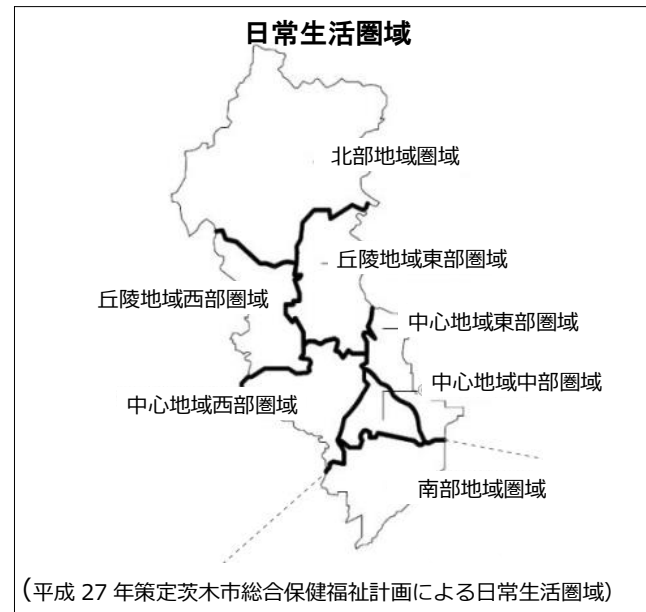 日常生活圏域
北部地域圏域
丘陵地域東部圏域
丘陵地域西部圏域
中心地域東部圏域
中心地域中部圏域
中心地域西部圏域
南部地域圏域
(平成 27 年策定茨木市総合保健福祉計画による日常生活圏域)